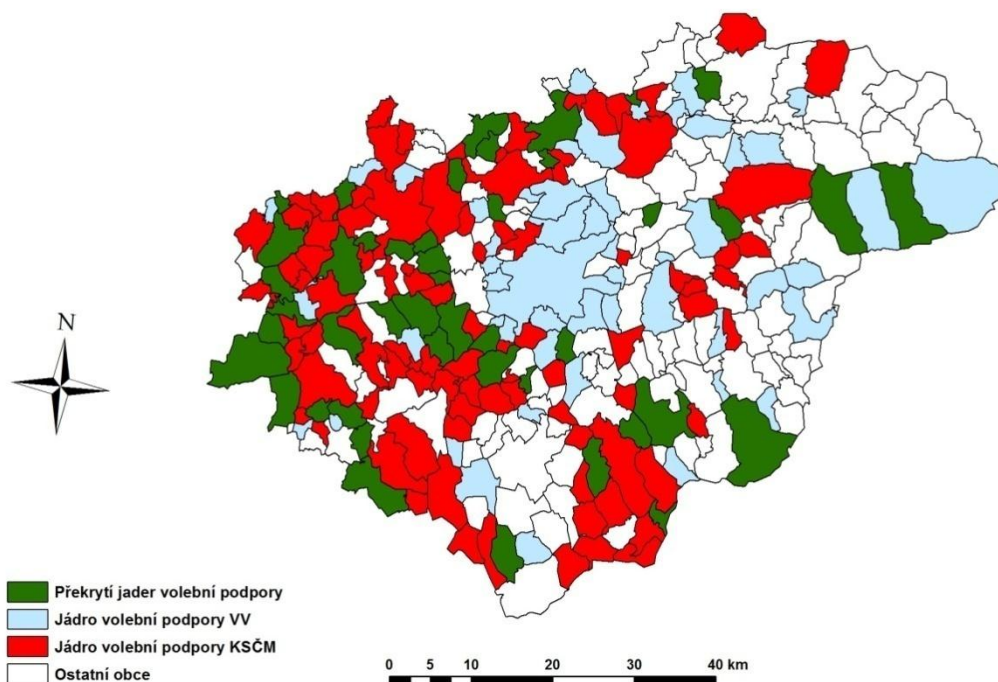 N
Překrytí jader volební podpory
Jádro volební podpory VV
Jádro volební podpory KSČM
Ostatní obce
0 5 10 20 30 40 km